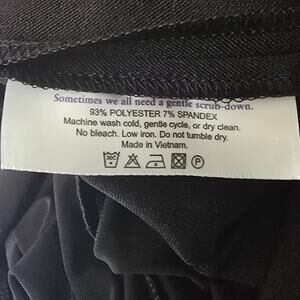 Sometimes we all need a gentle scrub-down.
93% POLYESTER 7% SPANDEX
Machine wash cold, gentle cycle, or dry clean.
No bleach. Low iron. Do not tumble dry.
Made in Vietnam.
30° P